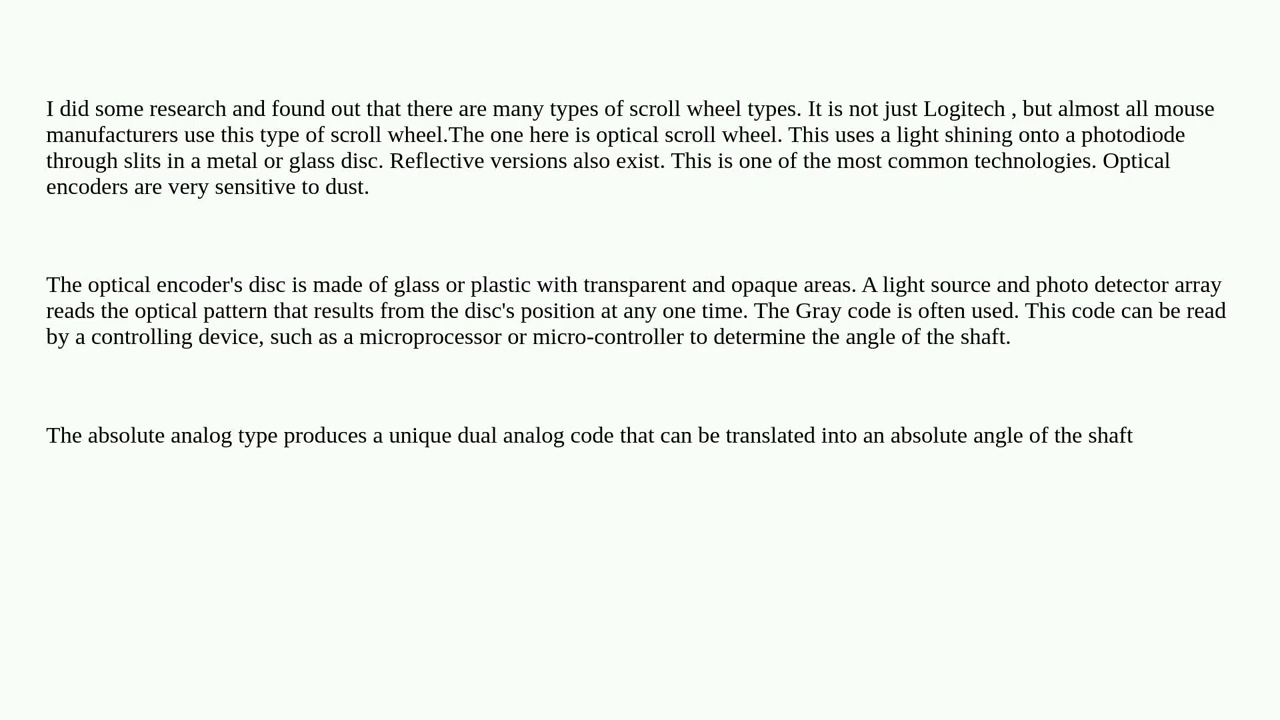 I did some research and found out that there are many types of scroll wheel types. It is not just Logitech , but almost all mouse
manufacturers use this type of scroll wheel.The one here is optical scroll wheel. This uses a light shining onto a photodiode
through slits in a metal or glass disc. Reflective versions also exist. This is one of the most common technologies. Optical
encoders are very sensitive to dust.
The optical encoder's disc is made of glass or plastic with transparent and opaque areas. A light source and photo detector array
reads the optical pattern that results from the disc's position at any one time. The Gray code is often used. This code can be read
by a controlling device, such as a microprocessor or micro-controller to determine the angle of the shaft.
The absolute analog type produces a unique dual analog code that can be translated into an absolute angle of the shaft